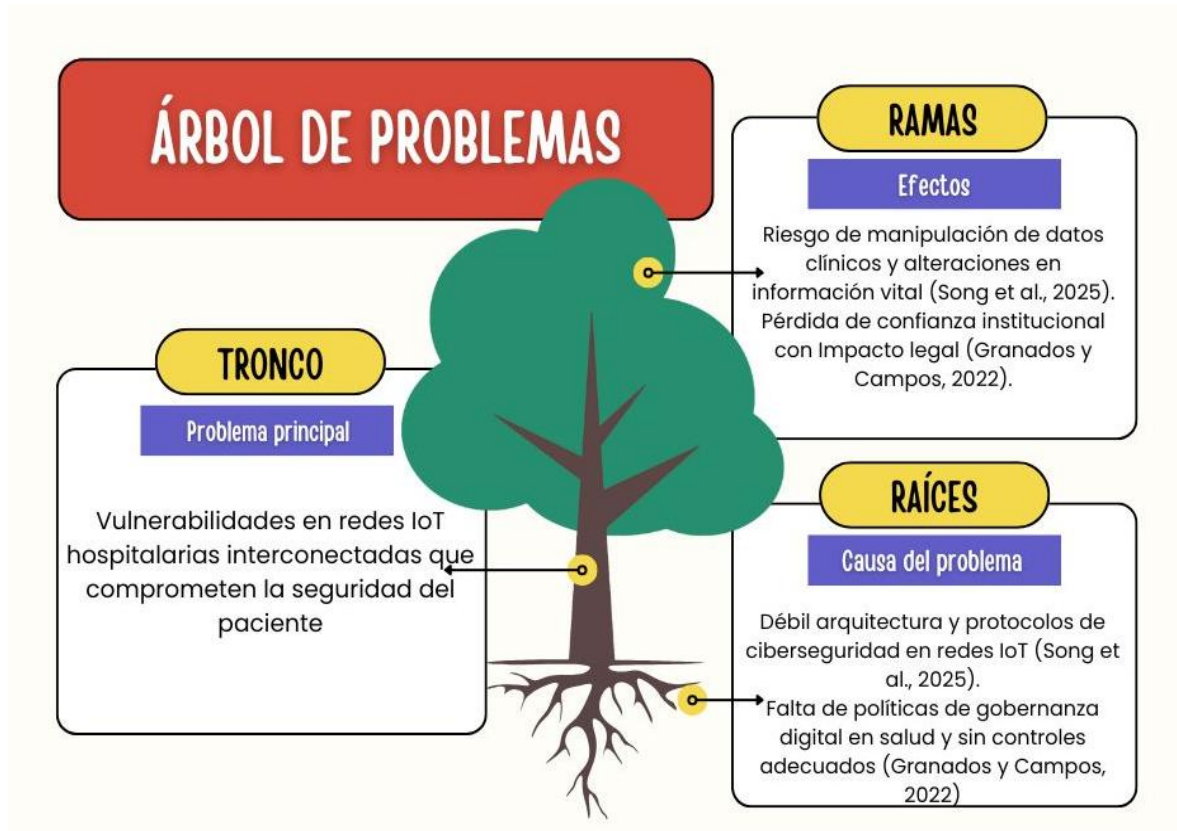 ÁRBOL DE PROBLEMAS
TRONCO
Problema principal
Vulnerabilidades en redes IoT
hospitalarias interconectadas que
comprometen la seguridad del
paciente
RAMAS
Efectos
Riesgo de manipulación de datos
clínicos y alteraciones en
información vital (Song et al., 2025).
Pérdida de confianza institucional
con Impacto legal (Granados y
Campos, 2022).
RAÍCES
Causa del problema
Débil arquitectura y protocolos de
ciberseguridad en redes IoT (Song et
al., 2025).
Falta de políticas de gobernanza
digital en salud y sin controles
adecuados (Granados y Campos,
2022)